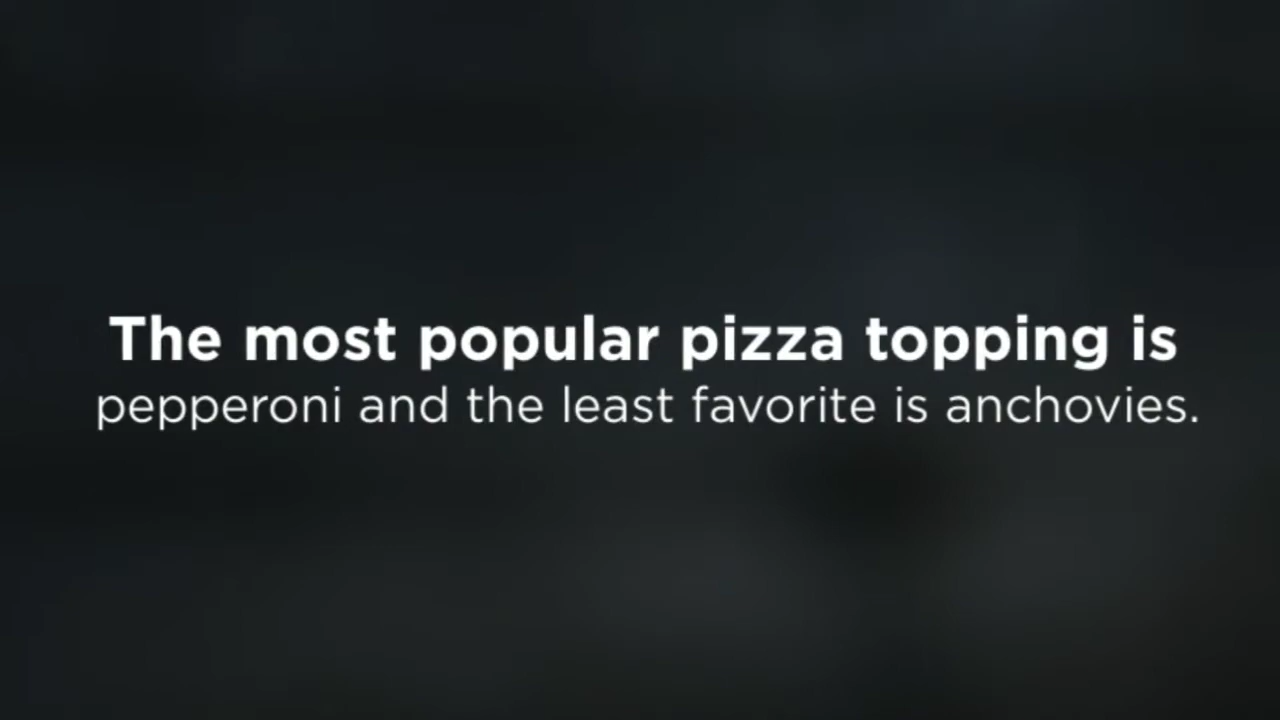 The most popular pizza topping is
pepperoni and the least favorite is anchovies.